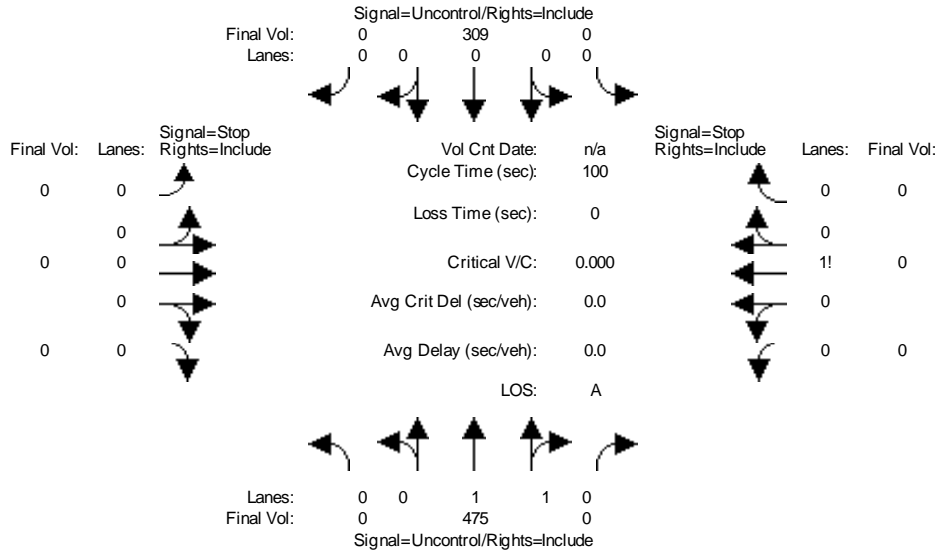 Signal=Uncontrol/Rights=Include
Final Vol: 0 309 0
Lanes: 0 0 0 0 0
Signal=Stop
Final Vol: Lanes: Rights=Include
Vol Cnt Date: n/a
Signal=Stop
Rights=Include Lanes: Final Vol:
Cycle Time (sec): 100
0 0
0 0
Loss Time (sec): 0
0
0
0 0
Critical V/C: 0.000
1! 0
0
Avg Crit Del (sec/veh): 0.0
0
0 0
Avg Delay (sec/veh): 0.0
0 0
LOS: A
Lanes: 0 0 1 1 0
Final Vol: 0 475 0
Signal=Uncontrol/Rights=Include